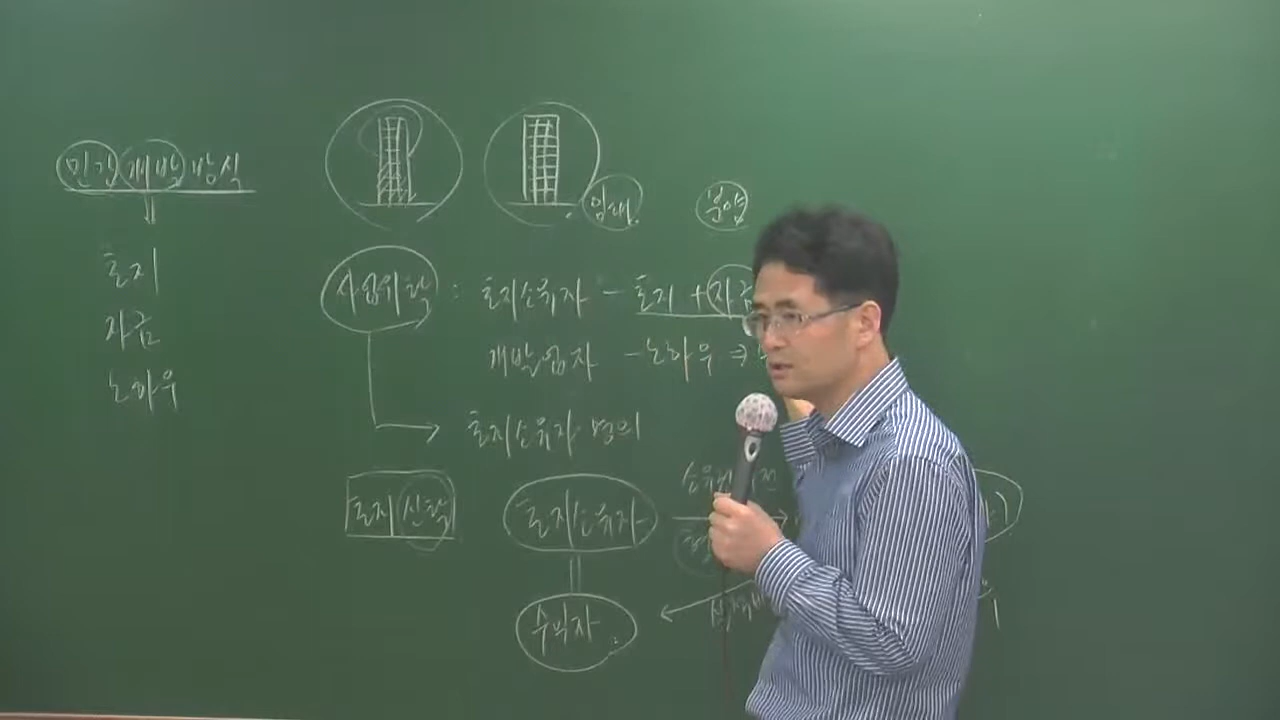 민간개발방식
토지
자금
노하우
임대
분양
사업위탁 : 토지소유자 - 토지 + 자금
개발업자 - 노하우 ⇒
토지소유자 명의
토지신탁
토지소유자
수익자